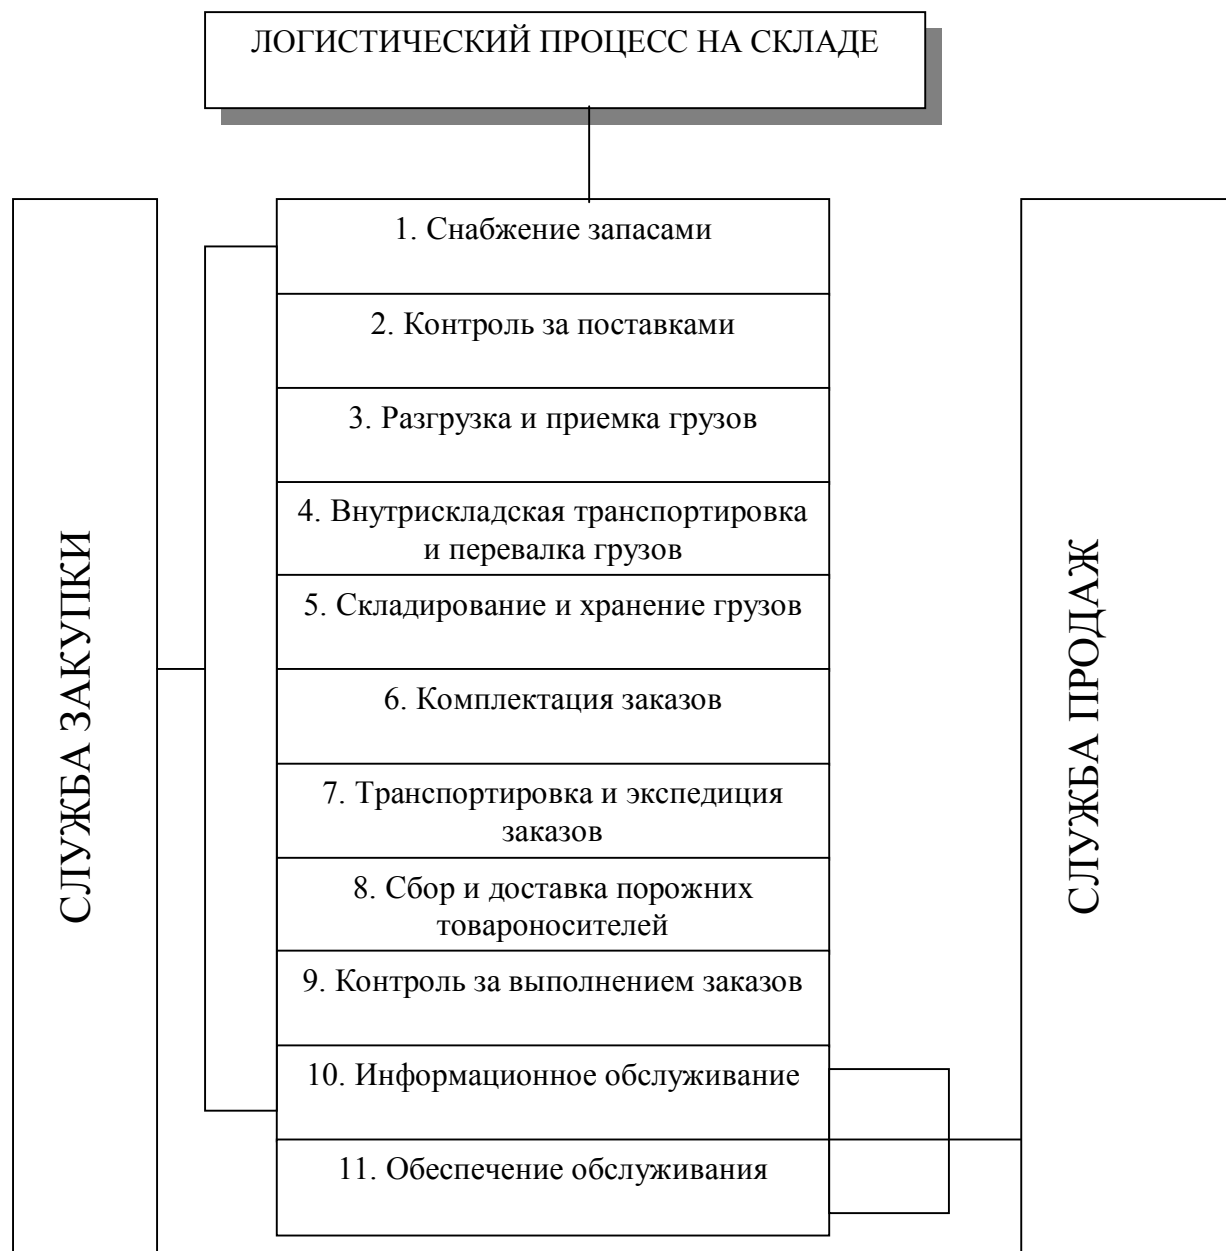 ЛОГИСТИЧЕСКИЙ ПРОЦЕСС НА СКЛАДЕ
СЛУЖБА ЗАКУПКИ
1. Снабжение запасами
2. Контроль за поставками
3. Разгрузка и приемка грузов
4. Внутрискладская транспортировка
и перевалка грузов
5. Складирование и хранение грузов
6. Комплектация заказов
7. Транспортировка и экспедиция
заказов
8. Сбор и доставка порожних
товароносителей
9. Контроль за выполнением заказов
10. Информационное обслуживание
11. Обеспечение обслуживания
СЛУЖБА ПРОДАЖ